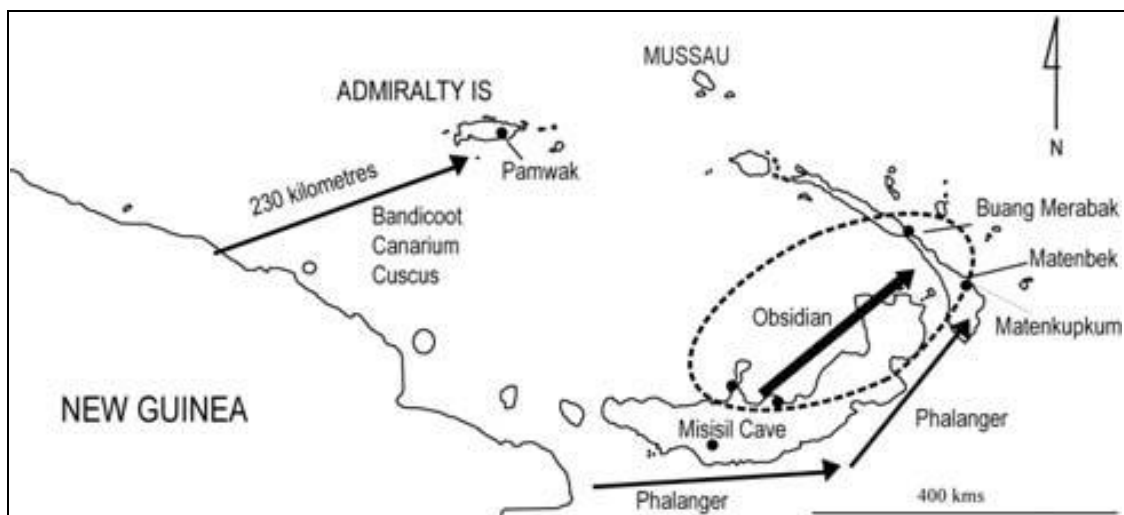 MUSSAU
ADMIRALTY IS
N
Pamwak
230 kilometres
Bandicoot
Canarium
Cuscus
Buang Merabak
Matenbek
Obsidian
Matenkupkum
NEW GUINEA
Misisil Cave
Phalanger
Phalanger
400 kms